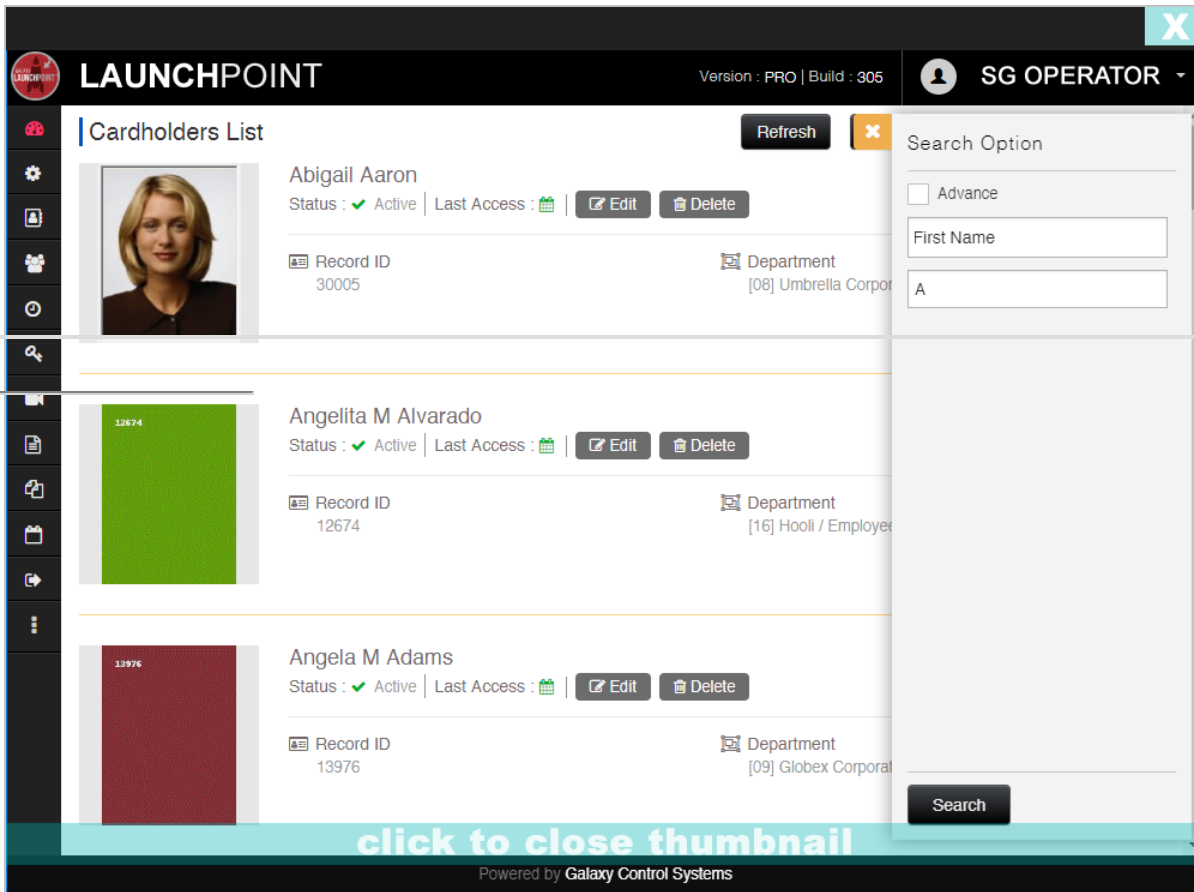 X
LAUNCHPOINT
LAUNCHPOINT
Version : PRO | Build : 305
SG OPERATOR
Cardholders List
Refresh
Search Option
Advance
First Name
A
Search
Abigail Aaron
Status : Active | Last Access : | Edit Delete
Record ID
30005
Department
[08] Umbrella Corpor
12674
Angelita M Alvarado
Status : Active | Last Access : | Edit Delete
Record ID
12674
Department
[16] Hooli / Employee
13976
Angela M Adams
Status : Active | Last Access : | Edit Delete
Record ID
13976
Department
[09] Globex Corporat
click to close thumbnail
Powered by Galaxy Control Systems